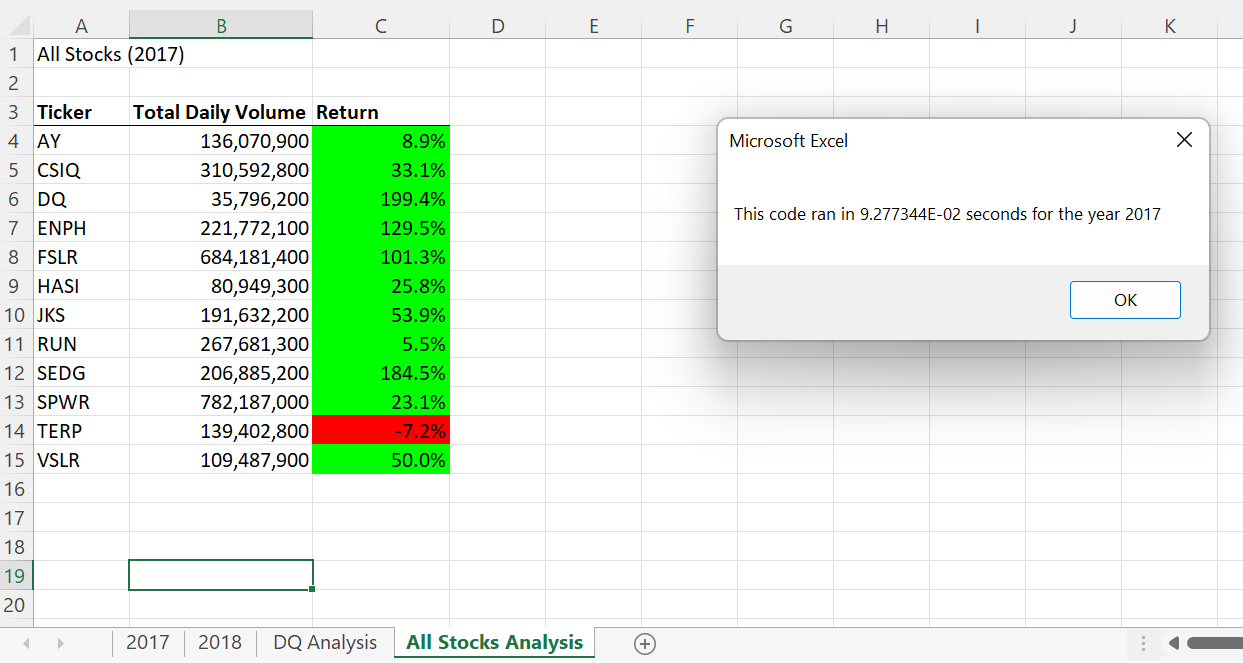 A B C D E F G H I J K
1 All Stocks (2017)
2
3 Ticker Total Daily Volume Return
4 AY 136,070,900 8.9%
5 CSIQ 310,592,800 33.1%
6 DQ 35,796,200 199.4%
7 ENPH 221,772,100 129.5%
8 FSLR 684,181,400 101.3%
9 HASI 80,949,300 25.8%
10 JKS 191,632,200 53.9%
11 RUN 267,681,300 5.5%
12 SEDG 206,885,200 184.5%
13 SPWR 782,187,000 23.1%
14 TERP 139,402,800 -7.2%
15 VSLR 109,487,900 50.0%
16
17
18
19
20
Microsoft Excel
This code ran in 9.277344E-02 seconds for the year 2017
OK
2017 2018 DQ Analysis All Stocks Analysis